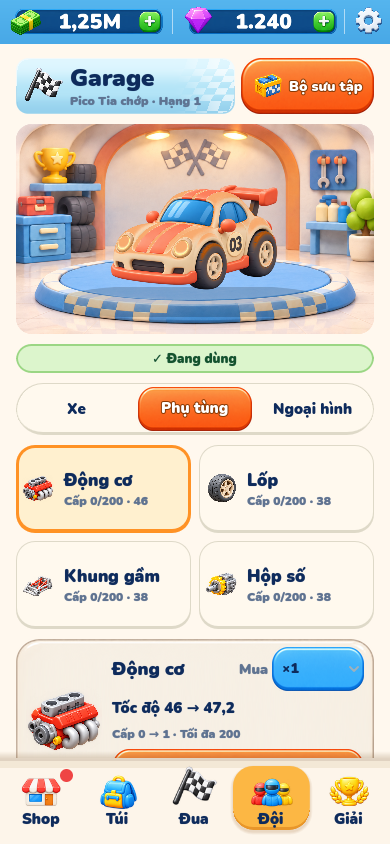 1,25M
1.240
Garage
Pico Tia chớp · Hạng 1
Bộ sưu tập
03
✓ Đang dùng
Xe
Phụ tùng
Ngoại hình
Động cơ
Cấp 0/200 · 46
Lốp
Cấp 0/200 · 38
Khung gầm
Cấp 0/200 · 38
Hộp số
Cấp 0/200 · 38
Động cơ
Mua
×1
Tốc độ 46 → 47,2
Cấp 0 → 1 · Tối đa 200
Shop
Túi
Đua
Đội
Giải